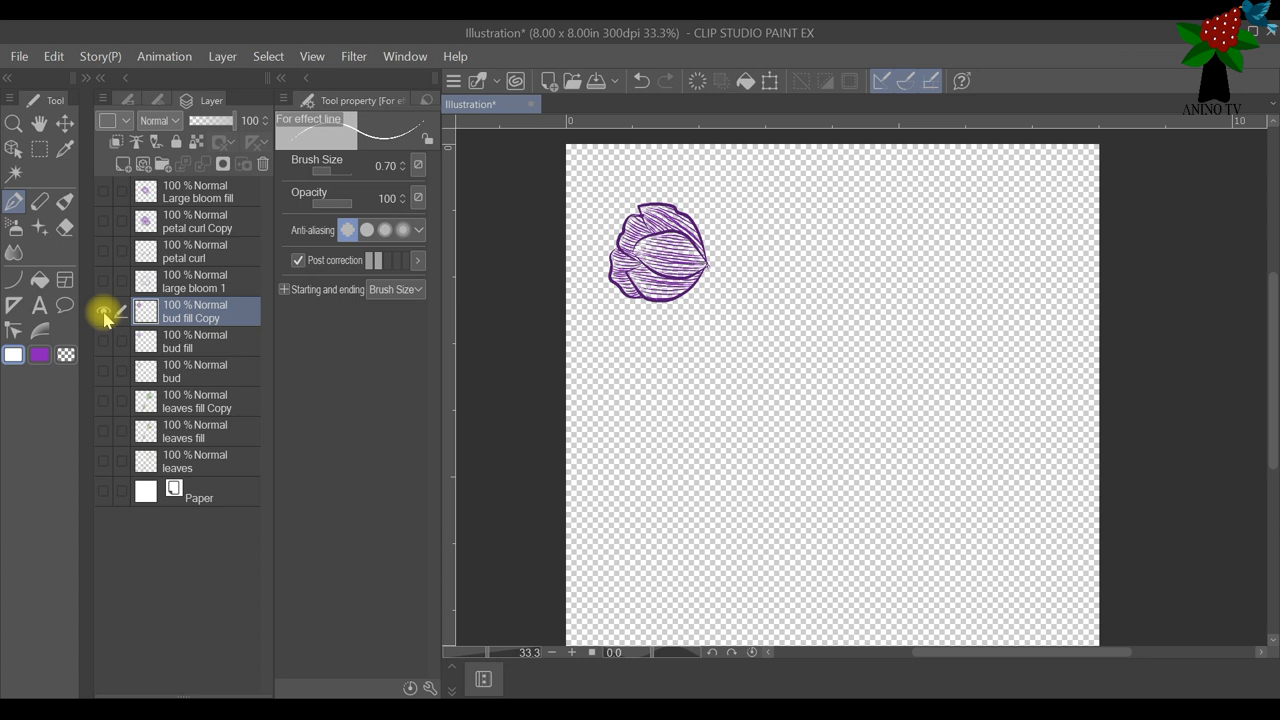 Illustration* (8.00 x 8.00in 300dpi 33.3%) - CLIP STUDIO PAINT EX
File Edit Story(P) Animation Layer Select View Filter Window Help
Tool
Layer
Tool property [For ef
Illustration*
ANINO TV
Normal 100
For effect line
0
10
Brush Size 0.70
Opacity 100
Anti-aliasing
Post correction
Starting and ending Brush Size
100 % Normal
Large bloom fill
100 % Normal
petal curl Copy
100 % Normal
petal curl
100 % Normal
large bloom 1
100 % Normal
bud fill Copy
100 % Normal
bud fill
100 % Normal
bud
100 % Normal
leaves fill Copy
100 % Normal
leaves fill
100 % Normal
leaves
Paper
0
33.3
0 0